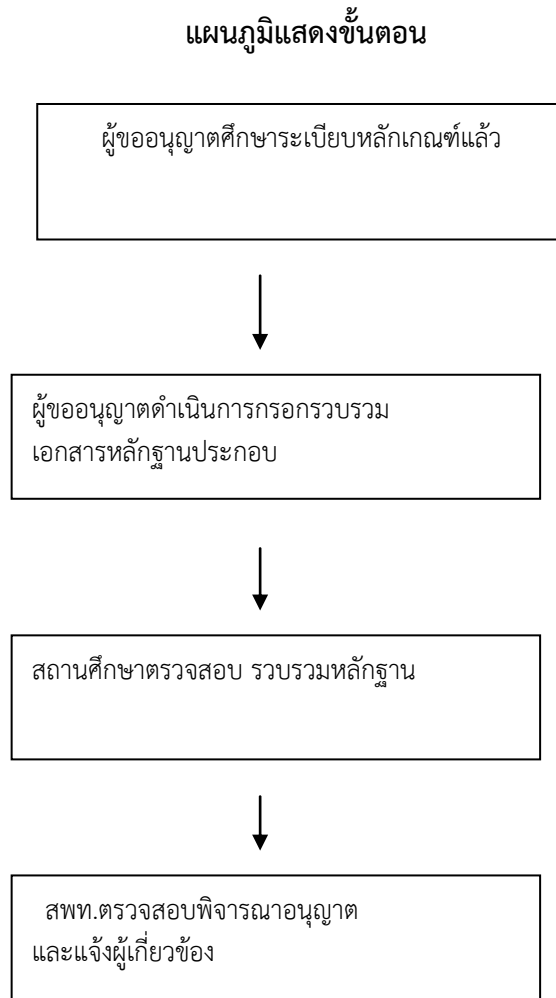 แผนภูมิแสดงขั้นตอน
ผู้ขออนุญาตศึกษาระเบียบหลักเกณฑ์แล้ว
ผู้ขออนุญาตดำเนินการกรอกรวบรวม
เอกสารหลักฐานประกอบ
สถานศึกษาตรวจสอบ รวบรวมหลักฐาน
สพท.ตรวจสอบพิจารณาอนุญาต
และแจ้งผู้เกี่ยวข้อง